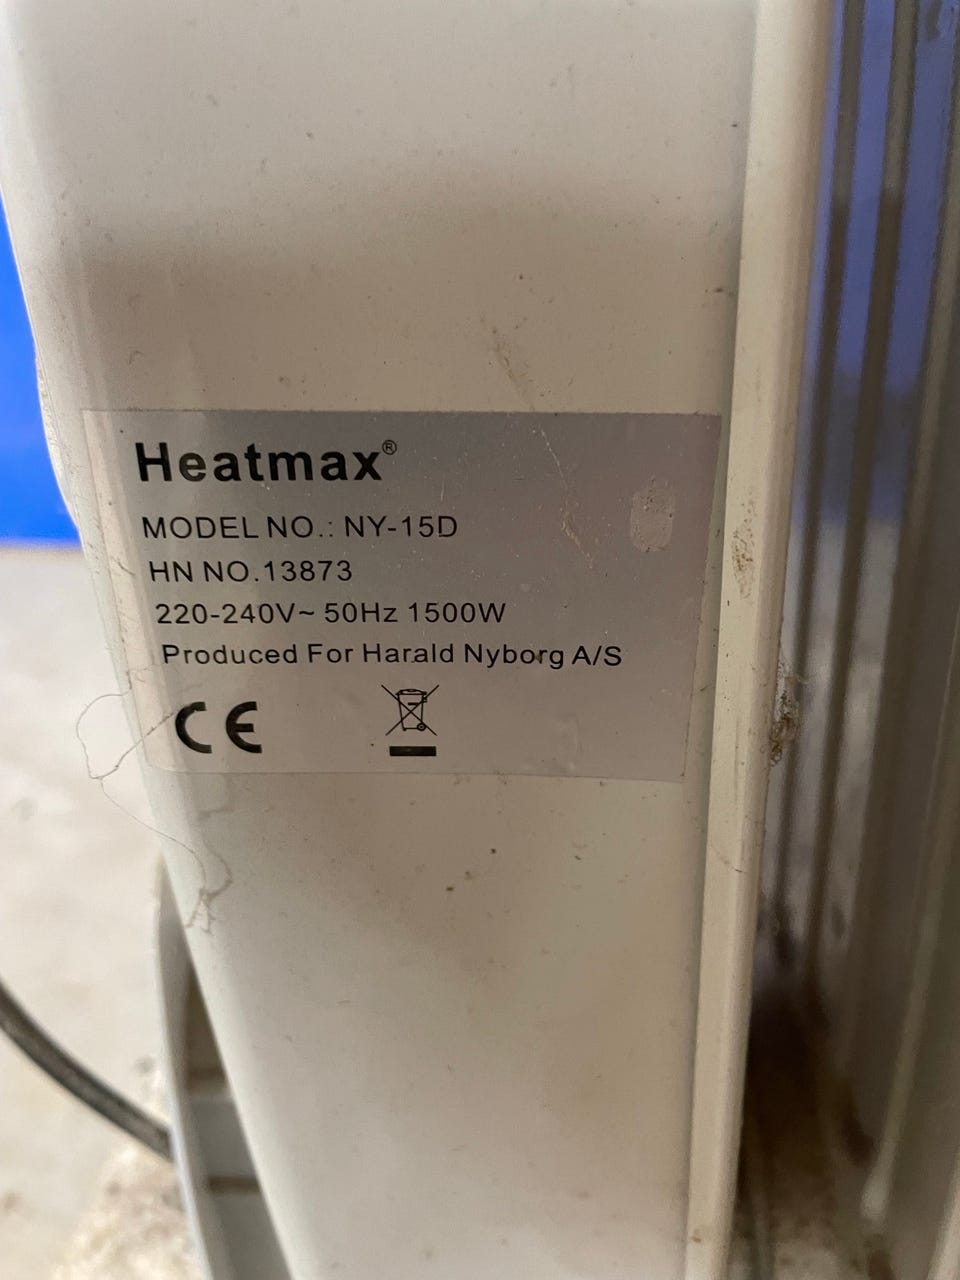 Heatmax®
MODEL NO.: NY-15D
HN NO.13873
220-240V~ 50Hz 1500W
Produced For Harald Nyborg A/S
CE